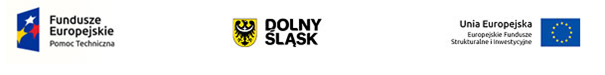 Fundusze
Europejskie
Pomoc Techniczna
DOLNY
ŚLĄSK
Unia Europejska
Europejskie Fundusze
Strukturalne i Inwestycyjne